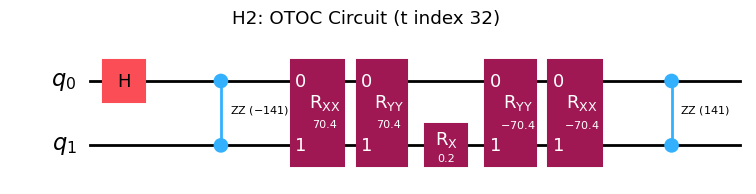 H2: OTOC Circuit (t index 32)
q0 H ZZ (−141) 0 RXX 70.4 1 0 RYY 70.4 1 RX 0.2 0 RYY −70.4 1 0 RXX −70.4 1 ZZ (141)
q1